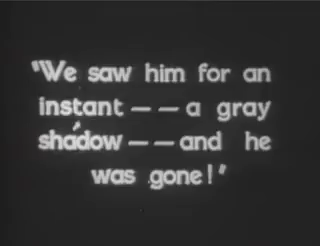 "We saw him for an
instant — — a gray
shadow — — and he
was gone!"